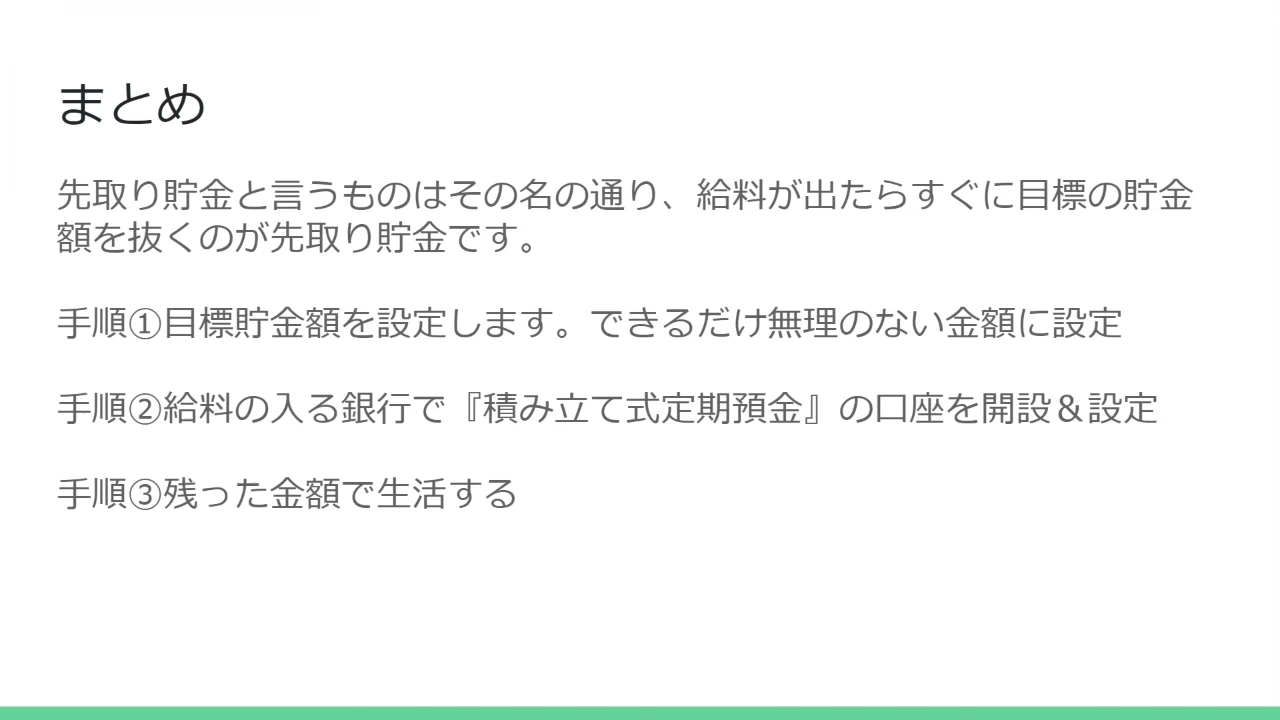 まとめ
先取り貯金と言うものはその名の通り、給料が出たらすぐに目標の貯金
額を抜くのが先取り貯金です。
手順①目標貯金額を設定します。できるだけ無理のない金額に設定
手順②給料の入る銀行で『積み立て式定期預金』の口座を開設＆設定
手順③残った金額で生活する